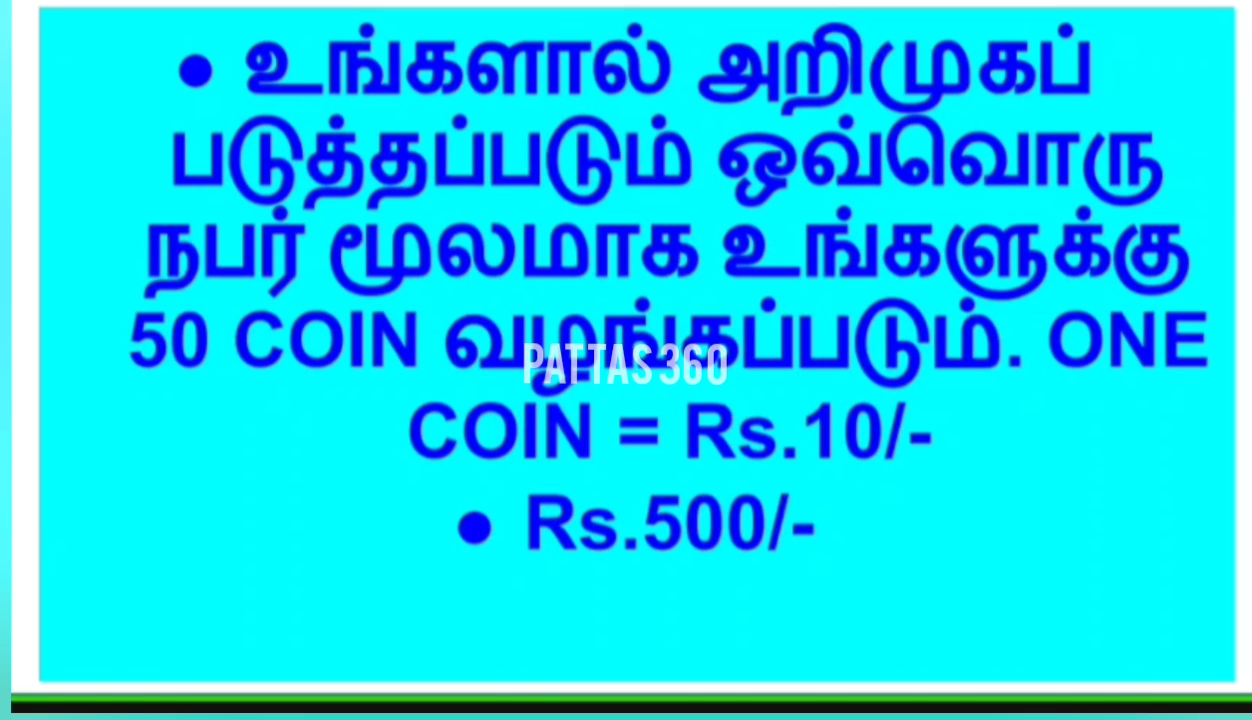 • உங்களால் அறிமுகப்
படுத்தப்படும் ஒவ்வொரு
நபர் மூலமாக உங்களுக்கு
50 COIN வழங்கப்படும். ONE
PATTAS 360
COIN = Rs.10/-
• Rs.500/-